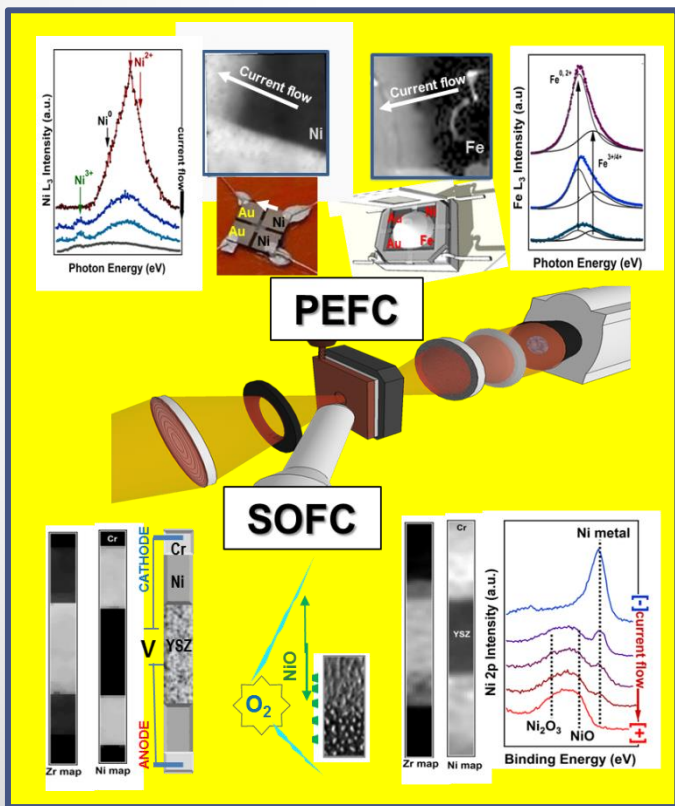 Ni L₃ Intensity (a.u.)
Ni²⁺
Ni⁰
Ni³⁺
current flow
Photon Energy (eV)
Current flow
Ni
Current flow
Fe
Fe L₃ Intensity (a.u)
Fe⁰, ²⁺
Fe³⁺/⁴⁺
Photon Energy (eV)
Au
Ni
Au
Ni
Au
Au
Fe
PEFC
SOFC
Cr
CATHODE
Cr
Ni
V
YSZ
ANODE
Zr map
Ni map
NiO
O₂
Cr
YSZ
Zr map
Ni map
Ni 2p Intensity (a.u.)
Ni metal
[-]
current flow
[+]
Ni₂O₃
NiO
Binding Energy (eV)